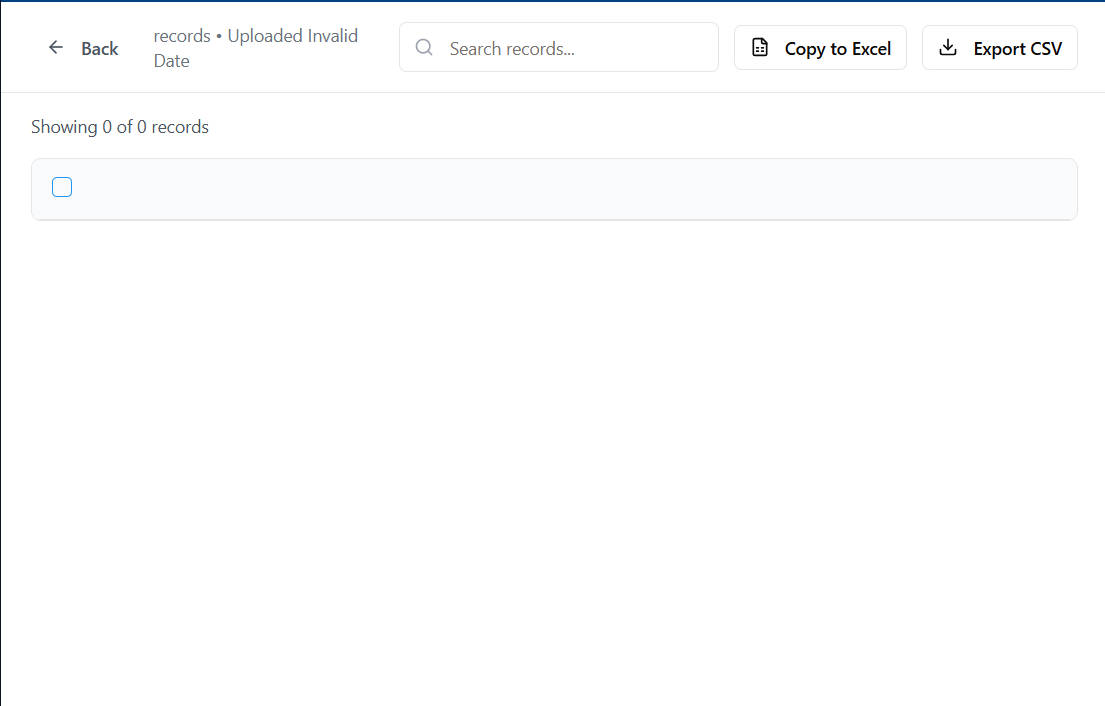 Back
records • Uploaded Invalid
Date
Search records...
Copy to Excel
Export CSV
Showing 0 of 0 records